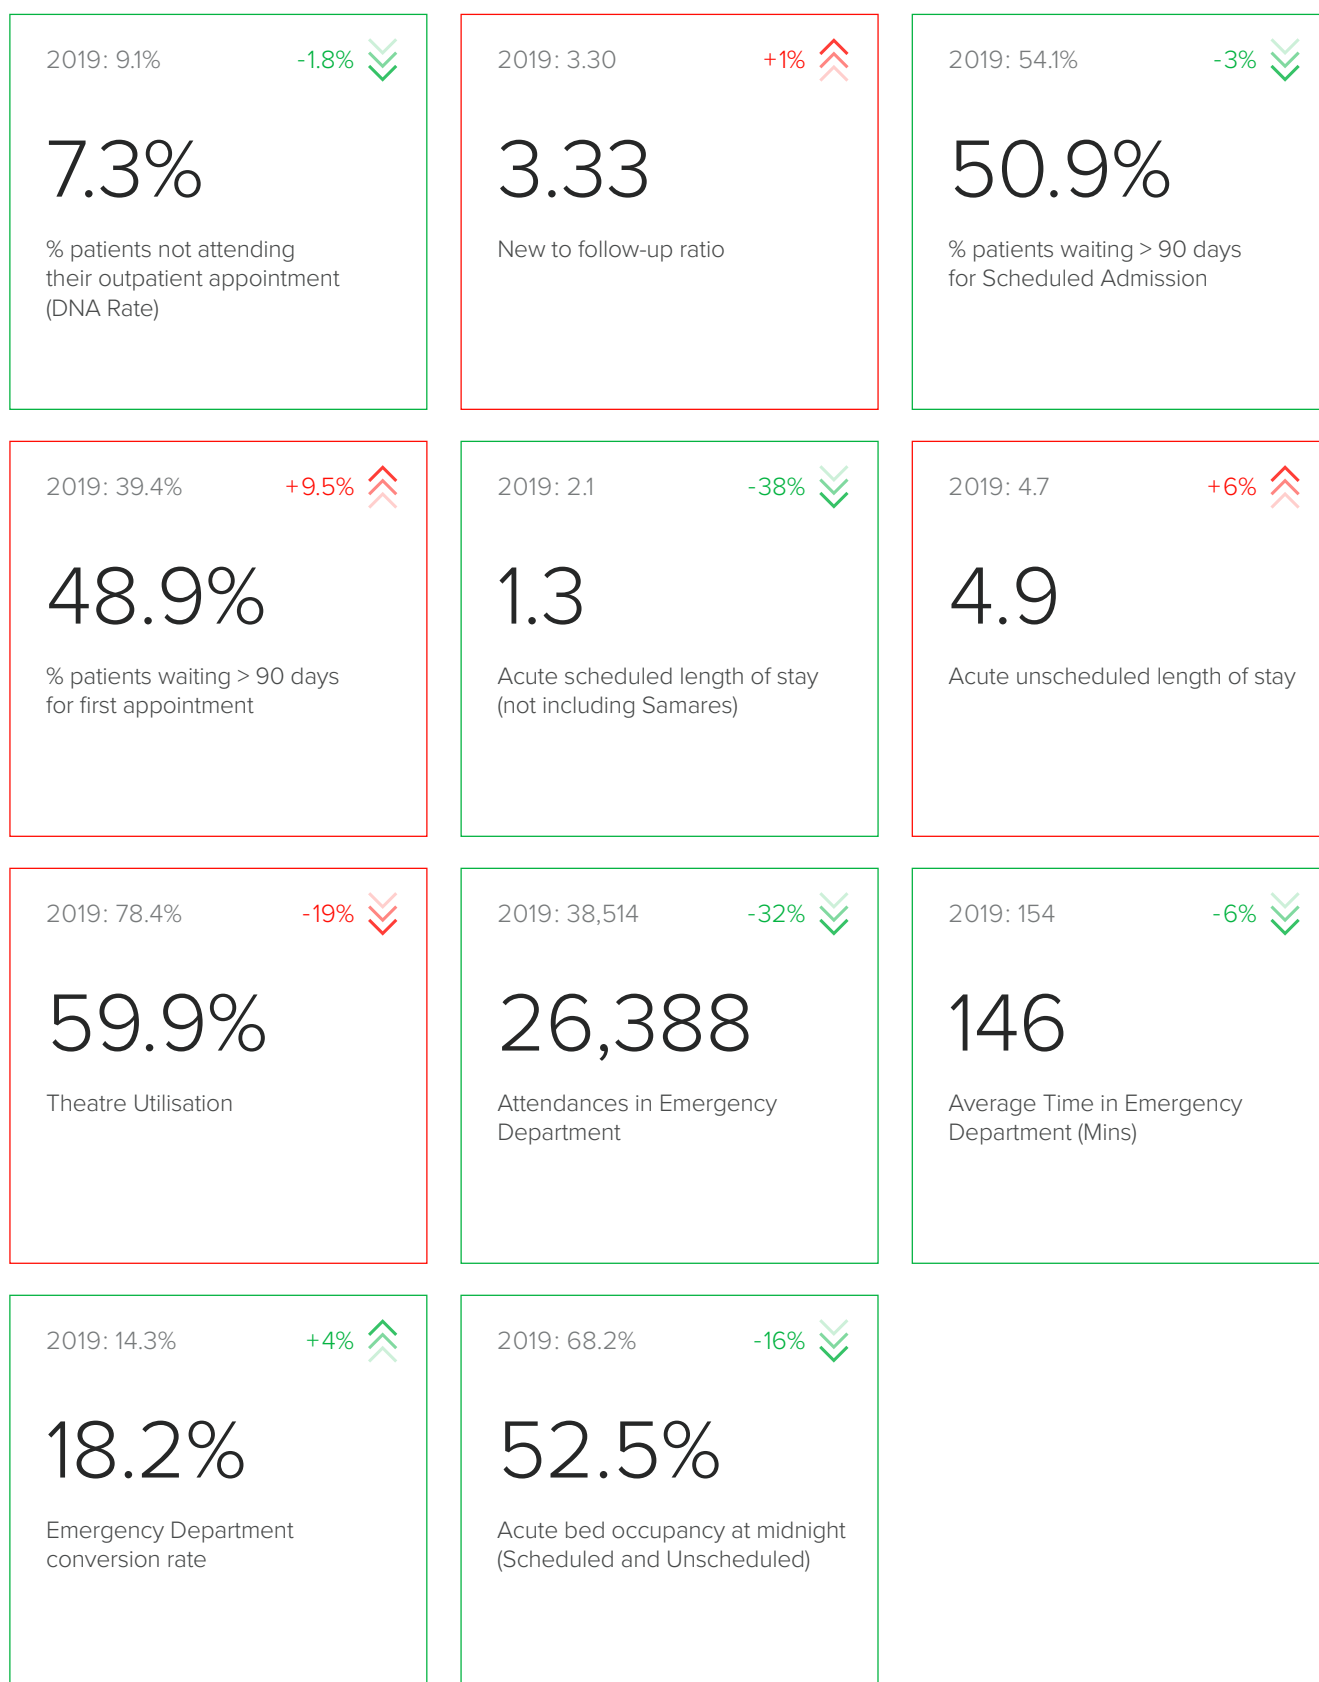 2019: 9.1% -1.8%
7.3%
% patients not attending
their outpatient appointment
(DNA Rate)
2019: 3.30 +1%
3.33
New to follow-up ratio
2019: 54.1% -3%
50.9%
% patients waiting > 90 days
for Scheduled Admission
2019: 39.4% +9.5%
48.9%
% patients waiting > 90 days
for first appointment
2019: 2.1 -38%
1.3
Acute scheduled length of stay
(not including Samares)
2019: 4.7 +6%
4.9
Acute unscheduled length of stay
2019: 78.4% -19%
59.9%
Theatre Utilisation
2019: 38,514 -32%
26,388
Attendances in Emergency
Department
2019: 154 -6%
146
Average Time in Emergency
Department (Mins)
2019: 14.3% +4%
18.2%
Emergency Department
conversion rate
2019: 68.2% -16%
52.5%
Acute bed occupancy at midnight
(Scheduled and Unscheduled)